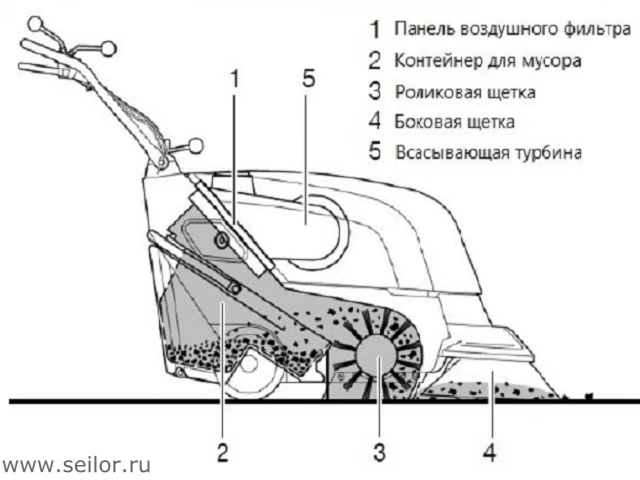 1 Панель воздушного фильтра
2 Контейнер для мусора
3 Роликовая щетка
4 Боковая щетка
5 Всасывающая турбина
1
5
2
3
4
www.seilor.ru